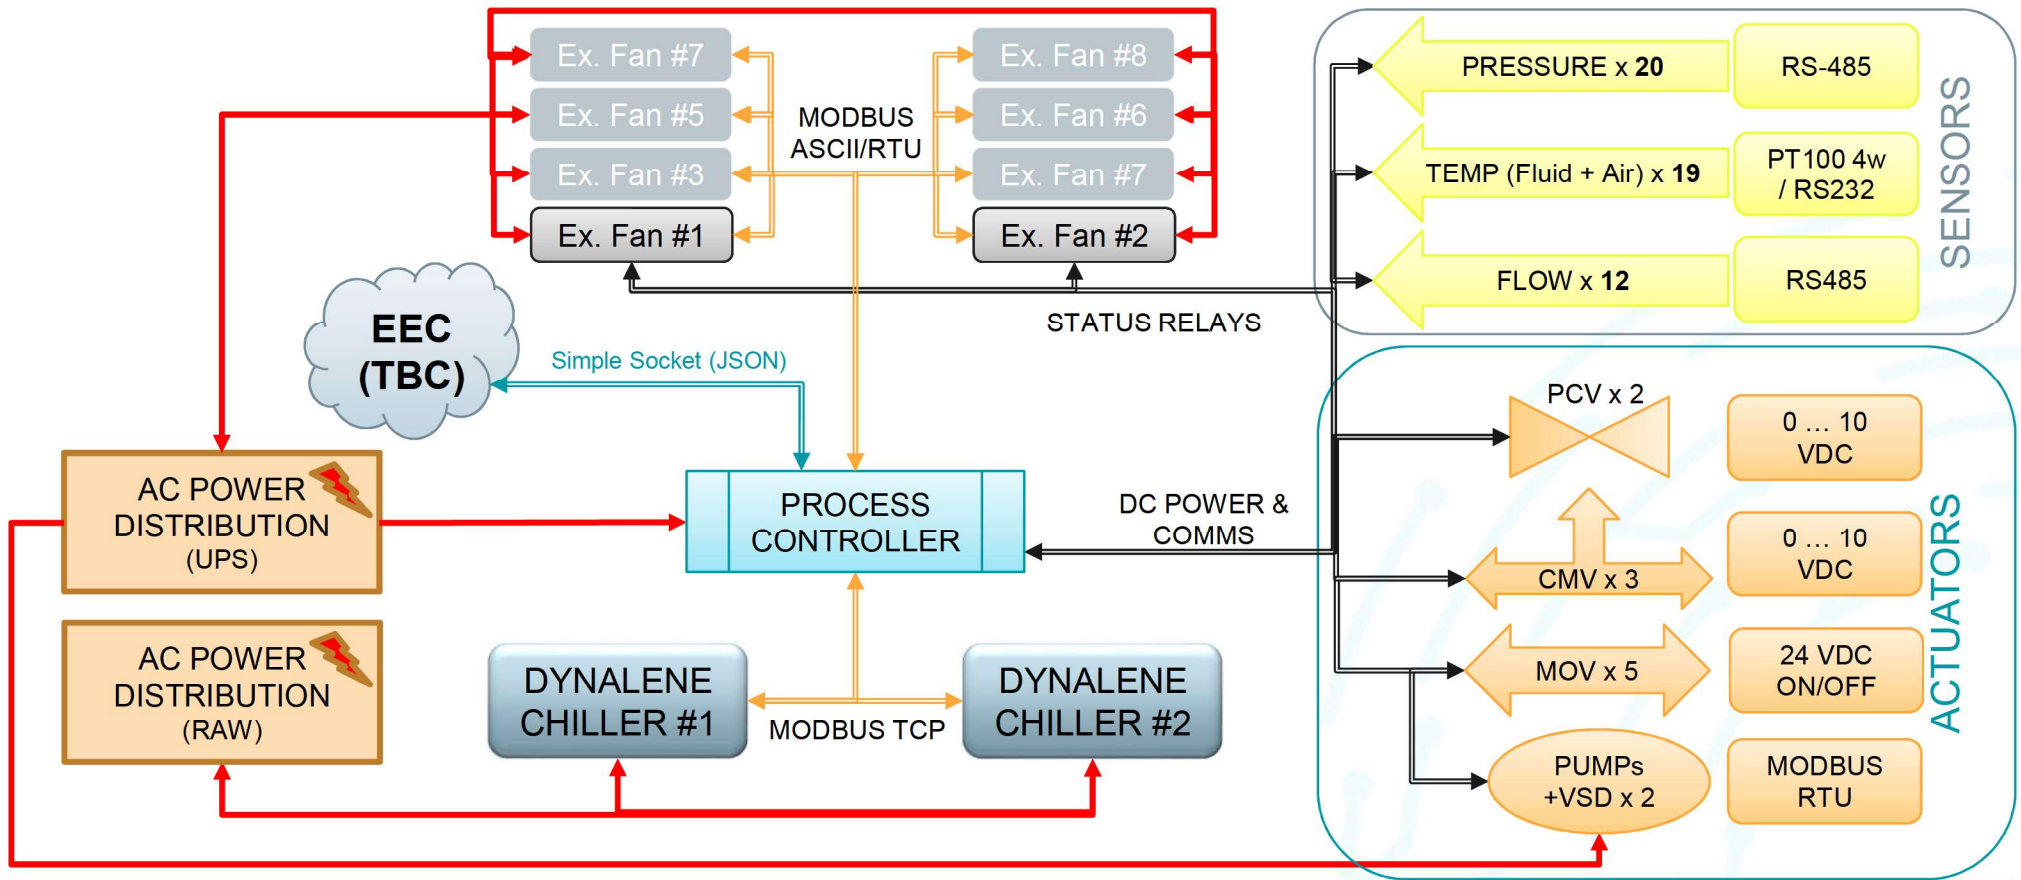 Ex. Fan #7
Ex. Fan #8
Ex. Fan #5
Ex. Fan #6
Ex. Fan #3
Ex. Fan #7
Ex. Fan #1
Ex. Fan #2
MODBUS
ASCII/RTU
STATUS RELAYS
PRESSURE x 20
RS-485
TEMP (Fluid + Air) x 19
PT100 4w
/ RS232
FLOW x 12
RS485
SENSORS
EEC
(TBC)
Simple Socket (JSON)
AC POWER
DISTRIBUTION
(UPS)
PROCESS
CONTROLLER
DC POWER &
COMMS
AC POWER
DISTRIBUTION
(RAW)
DYNALENE
CHILLER #1
MODBUS TCP
DYNALENE
CHILLER #2
PCV x 2
0 ... 10
VDC
CMV x 3
0 ... 10
VDC
MOV x 5
24 VDC
ON/OFF
PUMPs
+VSD x 2
MODBUS
RTU
ACTUATORS